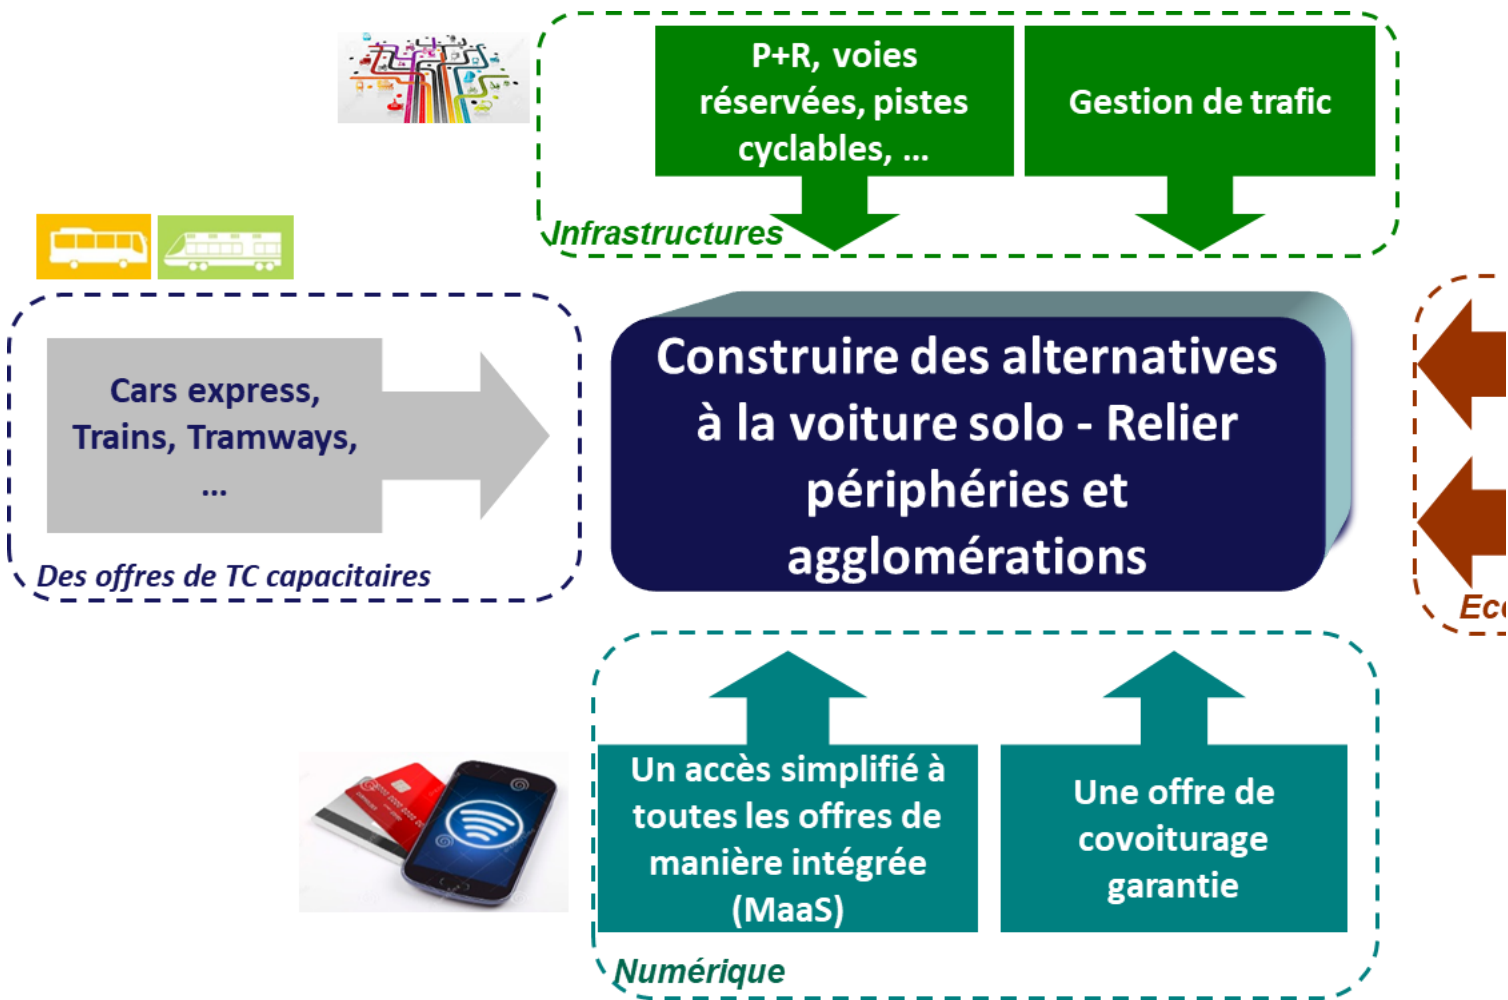 P+R, voies
réservées, pistes
cyclables, ...
Gestion de trafic
Infrastructures
Cars express,
Trains, Tramways,
...
Des offres de TC capacitaires
Construire des alternatives
à la voiture solo - Relier
périphéries et
agglomérations
Un accès simplifié à
toutes les offres de
manière intégrée
(MaaS)
Une offre de
covoiturage
garantie
Numérique